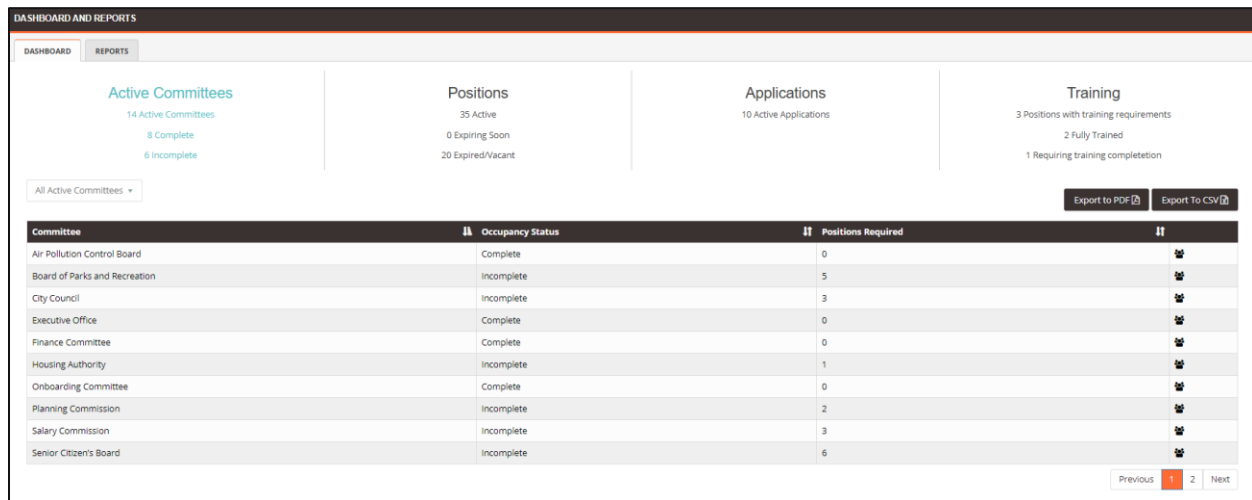 DASHBOARD AND REPORTS
DASHBOARD REPORTS
Active Committees
14 Active Committees
8 Complete
6 Incomplete
Positions
35 Active
0 Expiring Soon
20 Expired/Vacant
Applications
10 Active Applications
Training
3 Positions with training requirements
2 Fully Trained
1 Requiring training completetion
All Active Committees
Export to PDF Export To CSV
Committee Occupancy Status Positions Required
Air Pollution Control Board Complete 0
Board of Parks and Recreation Incomplete 5
City Council Incomplete 3
Executive Office Complete 0
Finance Committee Complete 0
Housing Authority Incomplete 1
Onboarding Committee Complete 0
Planning Commission Incomplete 2
Salary Commission Incomplete 3
Senior Citizen's Board Incomplete 6
Previous 1 2 Next